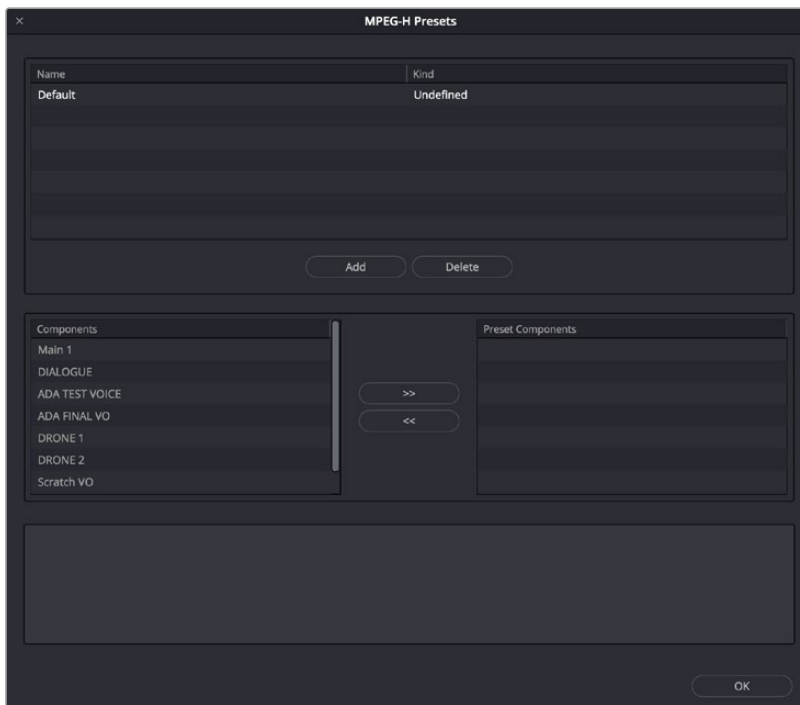 MPEG-H Presets
Name Kind
Default Undefined
Add Delete
Components Preset Components
Main 1
DIALOGUE
ADA TEST VOICE
>>
ADA FINAL VO
<<
DRONE 1
DRONE 2
Scratch VO
OK